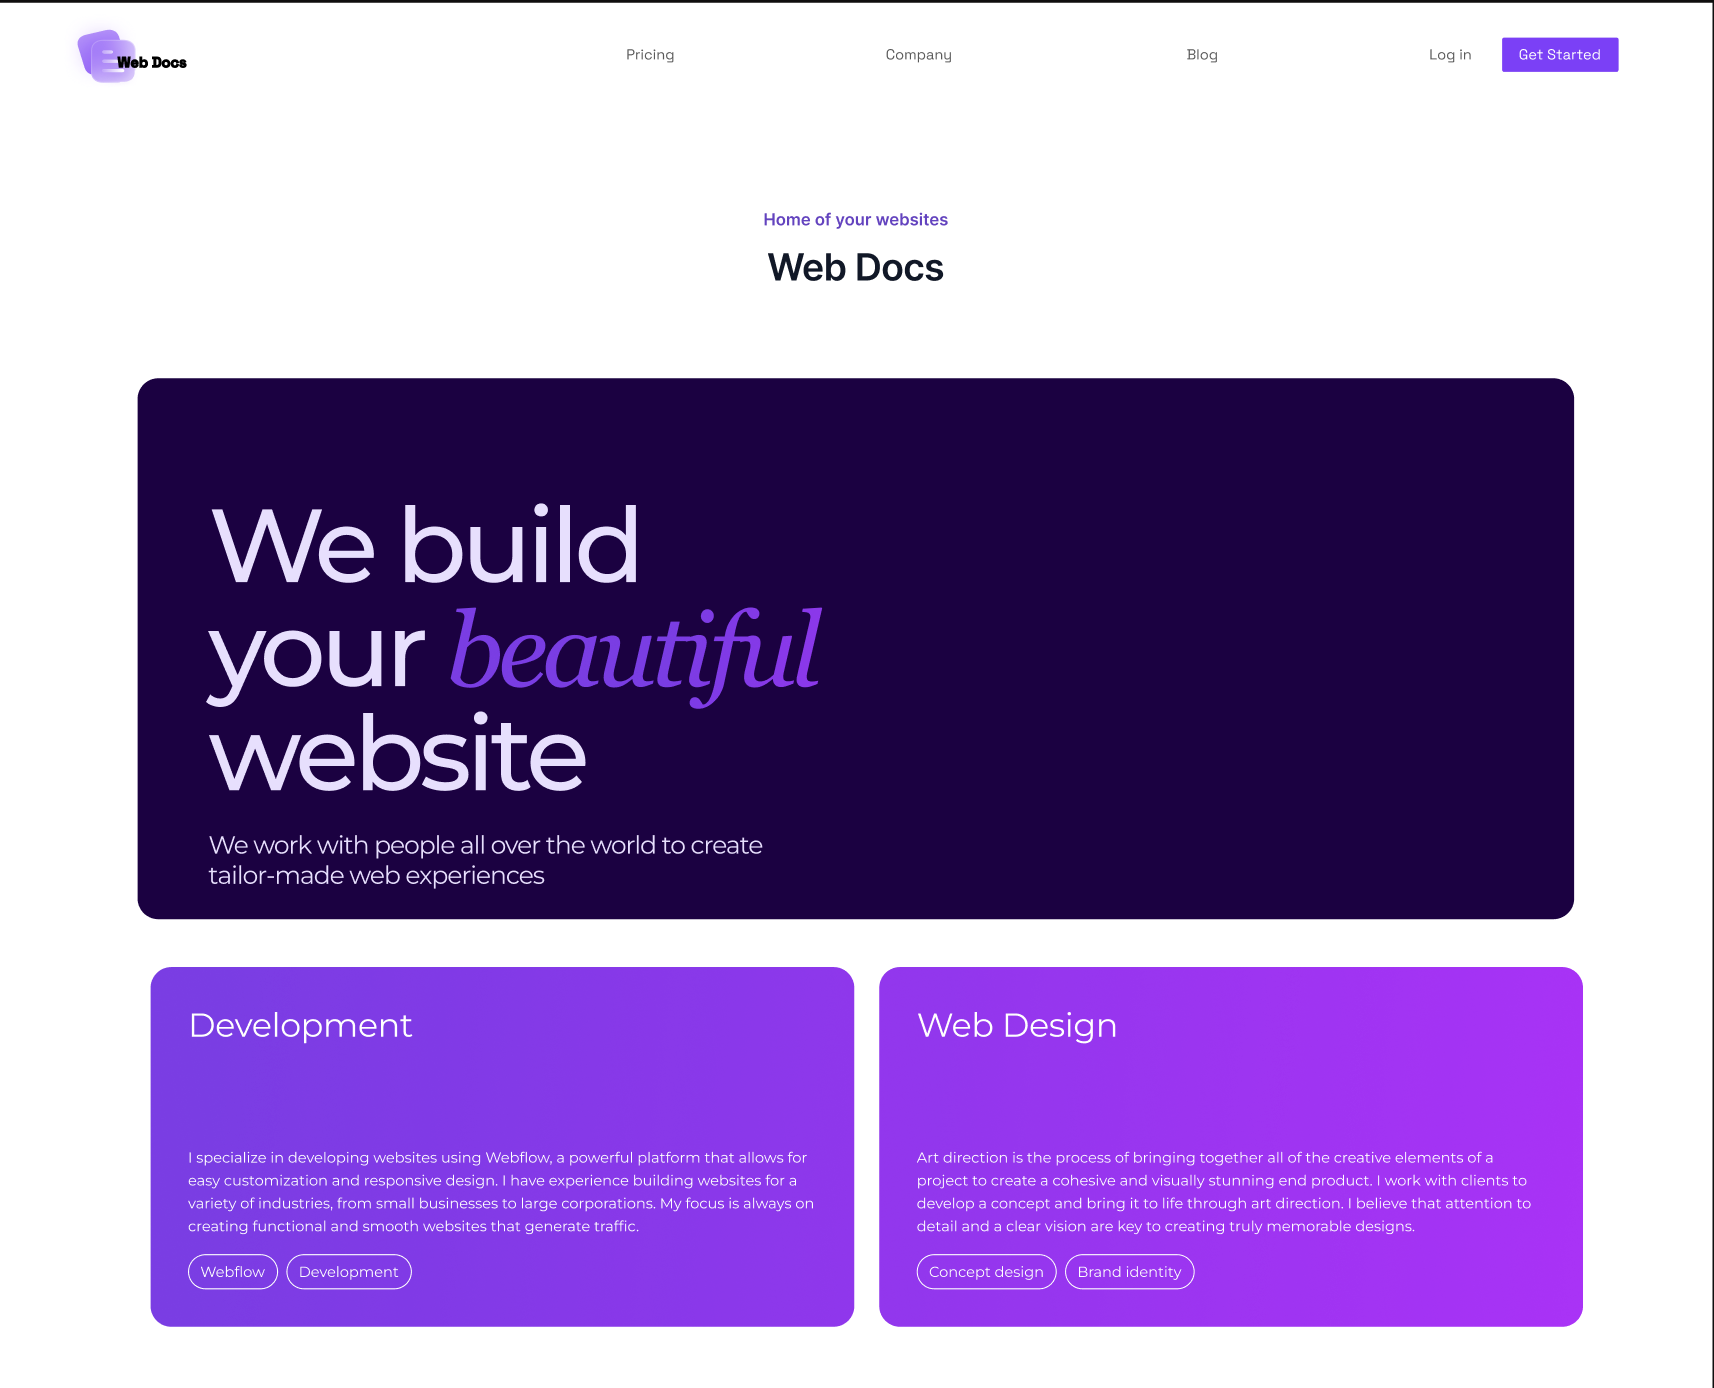 Web Docs
Pricing
Company
Blog
Log in
Get Started
Home of your websites
Web Docs
We build
your beautiful
website
We work with people all over the world to create
tailor-made web experiences
Development
I specialize in developing websites using Webflow, a powerful platform that allows for
easy customization and responsive design. I have experience building websites for a
variety of industries, from small businesses to large corporations. My focus is always on
creating functional and smooth websites that generate traffic.
Webflow
Development
Web Design
Art direction is the process of bringing together all of the creative elements of a
project to create a cohesive and visually stunning end product. I work with clients to
develop a concept and bring it to life through art direction. I believe that attention to
detail and a clear vision are key to creating truly memorable designs.
Concept design
Brand identity